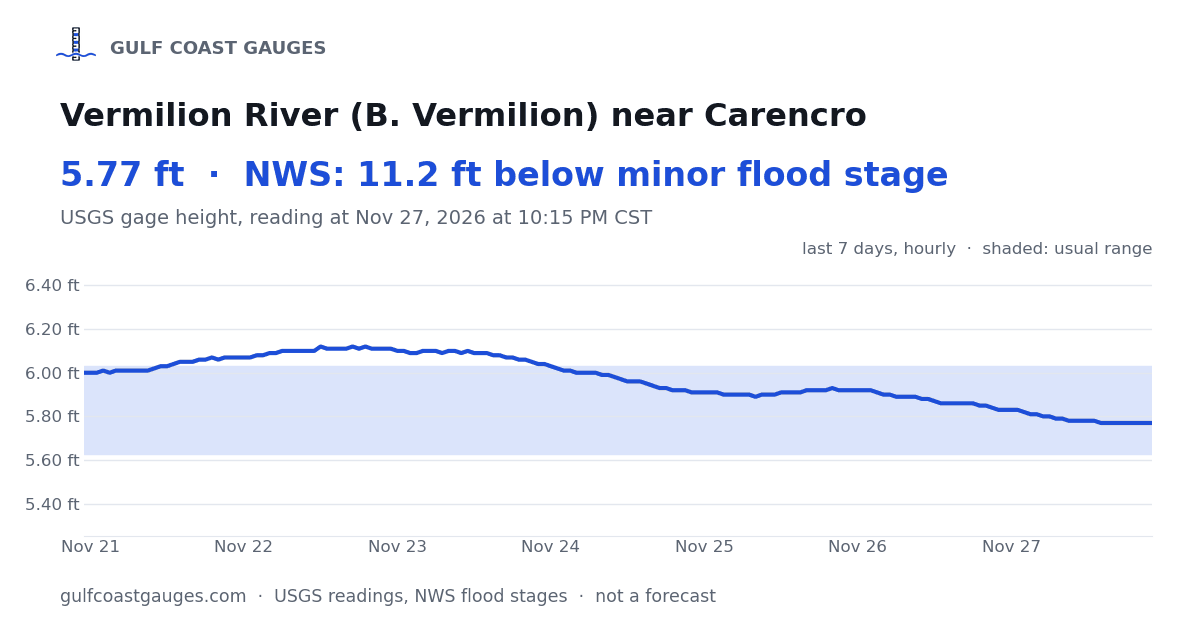 GULF COAST GAUGES
Vermilion River (B. Vermilion) near Carencro
5.77 ft · NWS: 11.2 ft below minor flood stage
USGS gage height, reading at Nov 27, 2026 at 10:15 PM CST
last 7 days, hourly · shaded: usual range
6.40 ft
6.20 ft
6.00 ft
5.80 ft
5.60 ft
5.40 ft
Nov 21 Nov 22 Nov 23 Nov 24 Nov 25 Nov 26 Nov 27
gulfcoastgauges.com · USGS readings, NWS flood stages · not a forecast